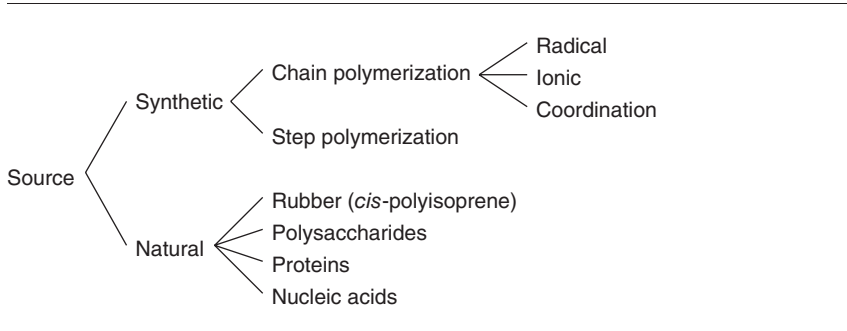 Radical
Chain polymerization
Ionic
Synthetic
Coordination
Step polymerization
Source
Rubber (cis-polyisoprene)
Polysaccharides
Natural
Proteins
Nucleic acids